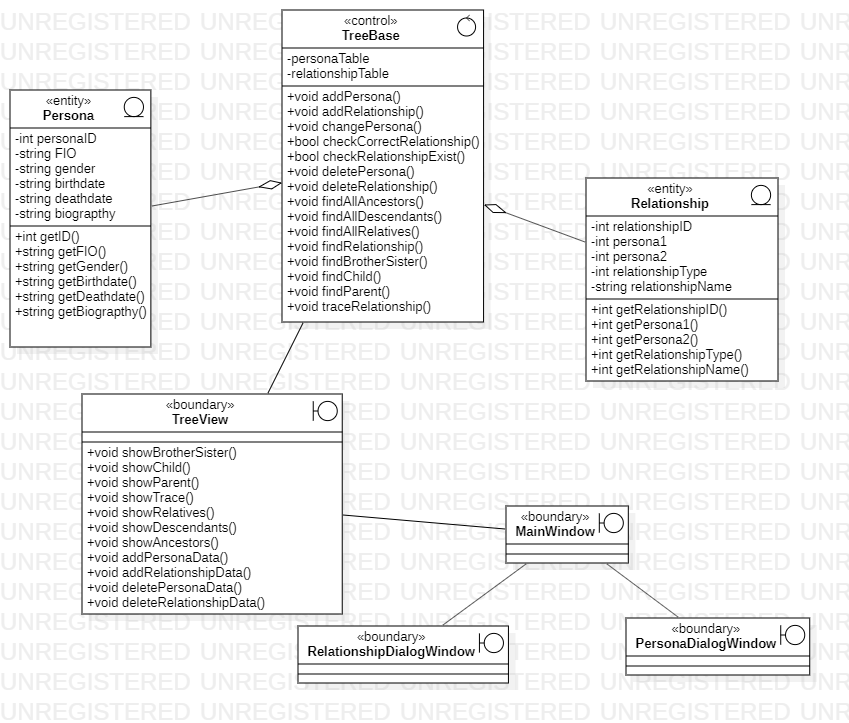 «control»
TreeBase
-personaTable
-relationshipTable
+void addPersona()
+void addRelationship()
+void changePersona()
+bool checkCorrectRelationship()
+bool checkRelationshipExist()
+void deletePersona()
+void deleteRelationship()
+void findAllAncestors()
+void findAllDescendants()
+void findAllRelatives()
+void findRelationship()
+void findBrotherSister()
+void findChild()
+void findParent()
+void traceRelationship()
«entity»
Persona
-int personaID
-string FIO
-string gender
-string birthdate
-string deathdate
-string biograpthy
+int getID()
+string getFIO()
+string getGender()
+string getBirthdate()
+string getDeathdate()
+string getBiograpthy()
«entity»
Relationship
-int relationshipID
-int persona1
-int persona2
-int relationshipType
-string relationshipName
+int getRelationshipID()
+int getPersona1()
+int getPersona2()
+int getRelationshipType()
+int getRelationshipName()
«boundary»
TreeView
+void showBrotherSister()
+void showChild()
+void showParent()
+void showTrace()
+void showRelatives()
+void showDescendants()
+void showAncestors()
+void addPersonaData()
+void addRelationshipData()
+void deletePersonaData()
+void deleteRelationshipData()
«boundary»
MainWindow
«boundary»
RelationshipDialogWindow
«boundary»
PersonaDialogWindow
UNREGISTERED